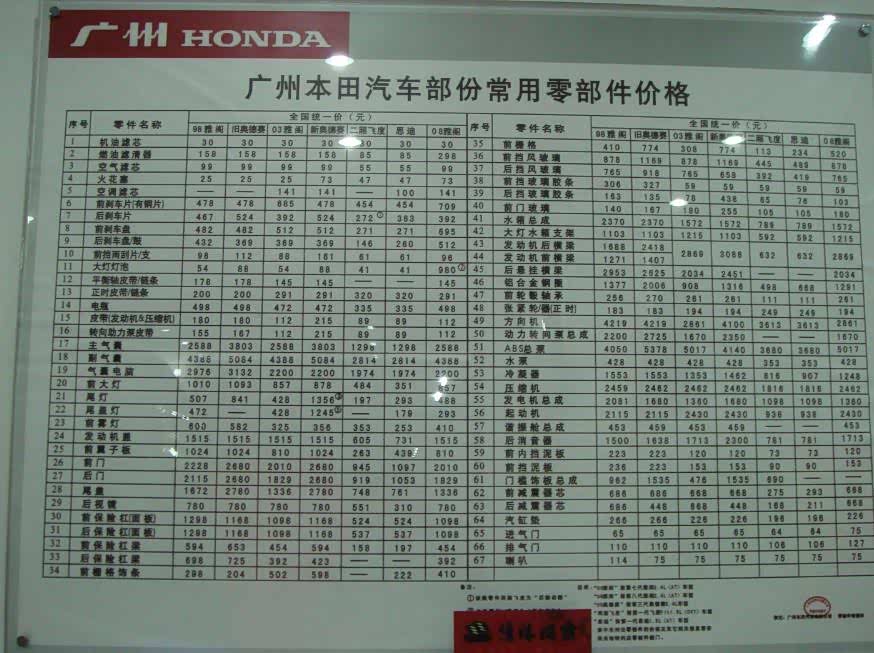 广州 HONDA
广州本田汽车部份常用零部件价格
序号 零件名称 全国统一价（元）
98雅阁 旧奥德赛 03雅阁 新奥德赛 二厢飞度 思迪 08雅阁
1 机油滤芯 30 30 30 30 30 30 30
2 燃油滤清器 158 158 158 158 85 85 298
3 空气滤芯 99 99 99 99 55 55 99
4 火花塞 25 25 25 73 47 47 73
5 空调滤芯 —— —— 141 141 —— 100 141
6 前刹车片(有铜片) 478 478 685 478 454 454 709
7 后刹车片 467 524 392 524 272① 363 392
8 前刹车盘 482 482 512 512 271 271 695
9 后刹车盘/鼓 432 369 369 369 146 260 512
10 前挡雨刮片/支 98 112 88 161 61 61 96
11 大灯灯泡 54 88 54 88 41 41 980②
12 平衡轴皮带/链条 178 178 145 145 —— —— 145
13 正时皮带/链条 200 200 291 291 320 320 291
14 电瓶 498 498 472 472 335 335 498
15 皮带(发动机&压缩机) 180 180 112 215 89 89 112
16 转向助力泵皮带 155 167 112 215 89 89 112
17 主气囊 2588 3803 2588 3803 1298 1298 2588
18 副气囊 4388 5084 4388 5084 2814 2814 4388
19 气囊电脑 2976 3132 2200 2200 1974 1974 2200
20 前大灯 1010 1093 857 878 484 351 857
21 尾灯 507 841 428 1356③ 197 293 488
22 尾盖灯 472 —— 428 1245 —— 179 293
23 前雾灯 600 582 325 356 353 253 410
24 发动机盖 1515 1515 1515 1515 605 731 1515
25 前翼子板 1024 1024 810 1024 263 439 810
26 前门 2228 2680 2010 2680 945 1097 2010
27 后门 2115 2680 1829 2680 919 1053 1829
28 尾盖 1672 2780 1336 2780 748 761 1336
29 后视镜 780 780 780 780 551 310 780
30 前保险杠(面板) 1298 1168 1098 1168 524 524 1098
31 后保险杠(面板) 1298 1168 1098 1168 537 537 1098
32 前保险杠梁 594 653 454 594 158 197 454
33 后保险杠梁 698 725 392 423 —— —— 392
34 前栅格饰条 298 204 502 598 —— 222 410
序号 零件名称 全国统一价（元）
98雅阁 旧奥德赛 03雅阁 新奥德赛 二厢飞度 思迪 08雅阁
35 前栅格 410 774 308 774 113 234 520
36 前挡风玻璃 878 1169 878 1169 445 489 878
37 后挡风玻璃 765 918 765 658 392 419 765
38 前挡玻璃胶条 306 327 59 59 59 59 59
39 后挡玻璃胶条 163 135 78 438 65 76 103
40 前门玻璃 140 167 180 255 105 105 180
41 水箱总成 2370 2370 1572 1572 789 789 1572
42 大灯水箱支架 1103 1103 1215 1103 592 592 1215
43 发动机后横梁 1688 2418
44 发动机前横梁 1271 1407 2869 3086 632 632 2869
45 后悬挂横梁 2953 2625 2034 2451 —— —— 2034
46 铝合金钢圈 1377 2006 908 1316 498 668 1291
47 前轮毂轴承 256 270 261 261 111 111 261
48 张紧轮/器(正时) 183 183 194 194 249 249 194
49 方向机 4219 4219 2861 4100 3613 3613 2861
50 动力转向泵总成 2200 2725 1670 2350 —— —— 1670
51 ABS总泵 4050 5378 5017 4140 3680 3680 5017
52 水泵 428 428 428 428 353 353 428
53 冷凝器 1553 1553 1353 1462 816 907 1248
54 压缩机 2459 2462 2462 2462 1816 1816 2462
55 发电机总成 2081 1680 1360 1680 1098 1098 1360
56 起动机 2115 2115 2430 2430 936 936 2430
57 谐振舱总成 453 459 453 459 —— —— 453
58 后消音器 1500 1638 1713 2300 781 781 1713
59 前内挡泥板 223 223 120 120 73 73 120
60 前挡泥板 236 223 153 153 90 90 153
61 门槛饰板总成 962 1535 476 1535 690 —— ——
62 前减震器芯 686 686 668 668 275 293 668
63 后减震器芯 686 448 668 448 168 211 668
64 汽缸垫 266 266 226 226 196 196 226
65 进气门 65 65 65 65 64 64 75
66 排气门 110 110 110 110 106 106 127
67 喇叭 114 75 75 75 75 75 75
备注：